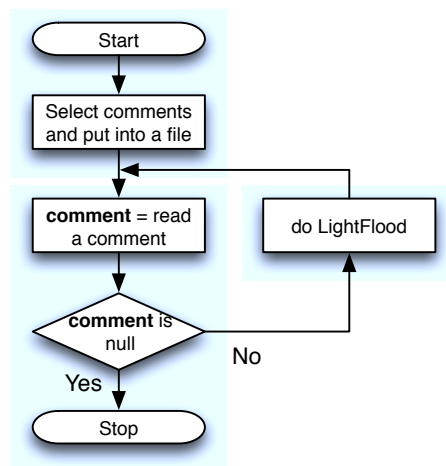 Start
Select comments
and put into a file
comment = read
a comment
do LightFlood
comment is
null
No
Yes
Stop